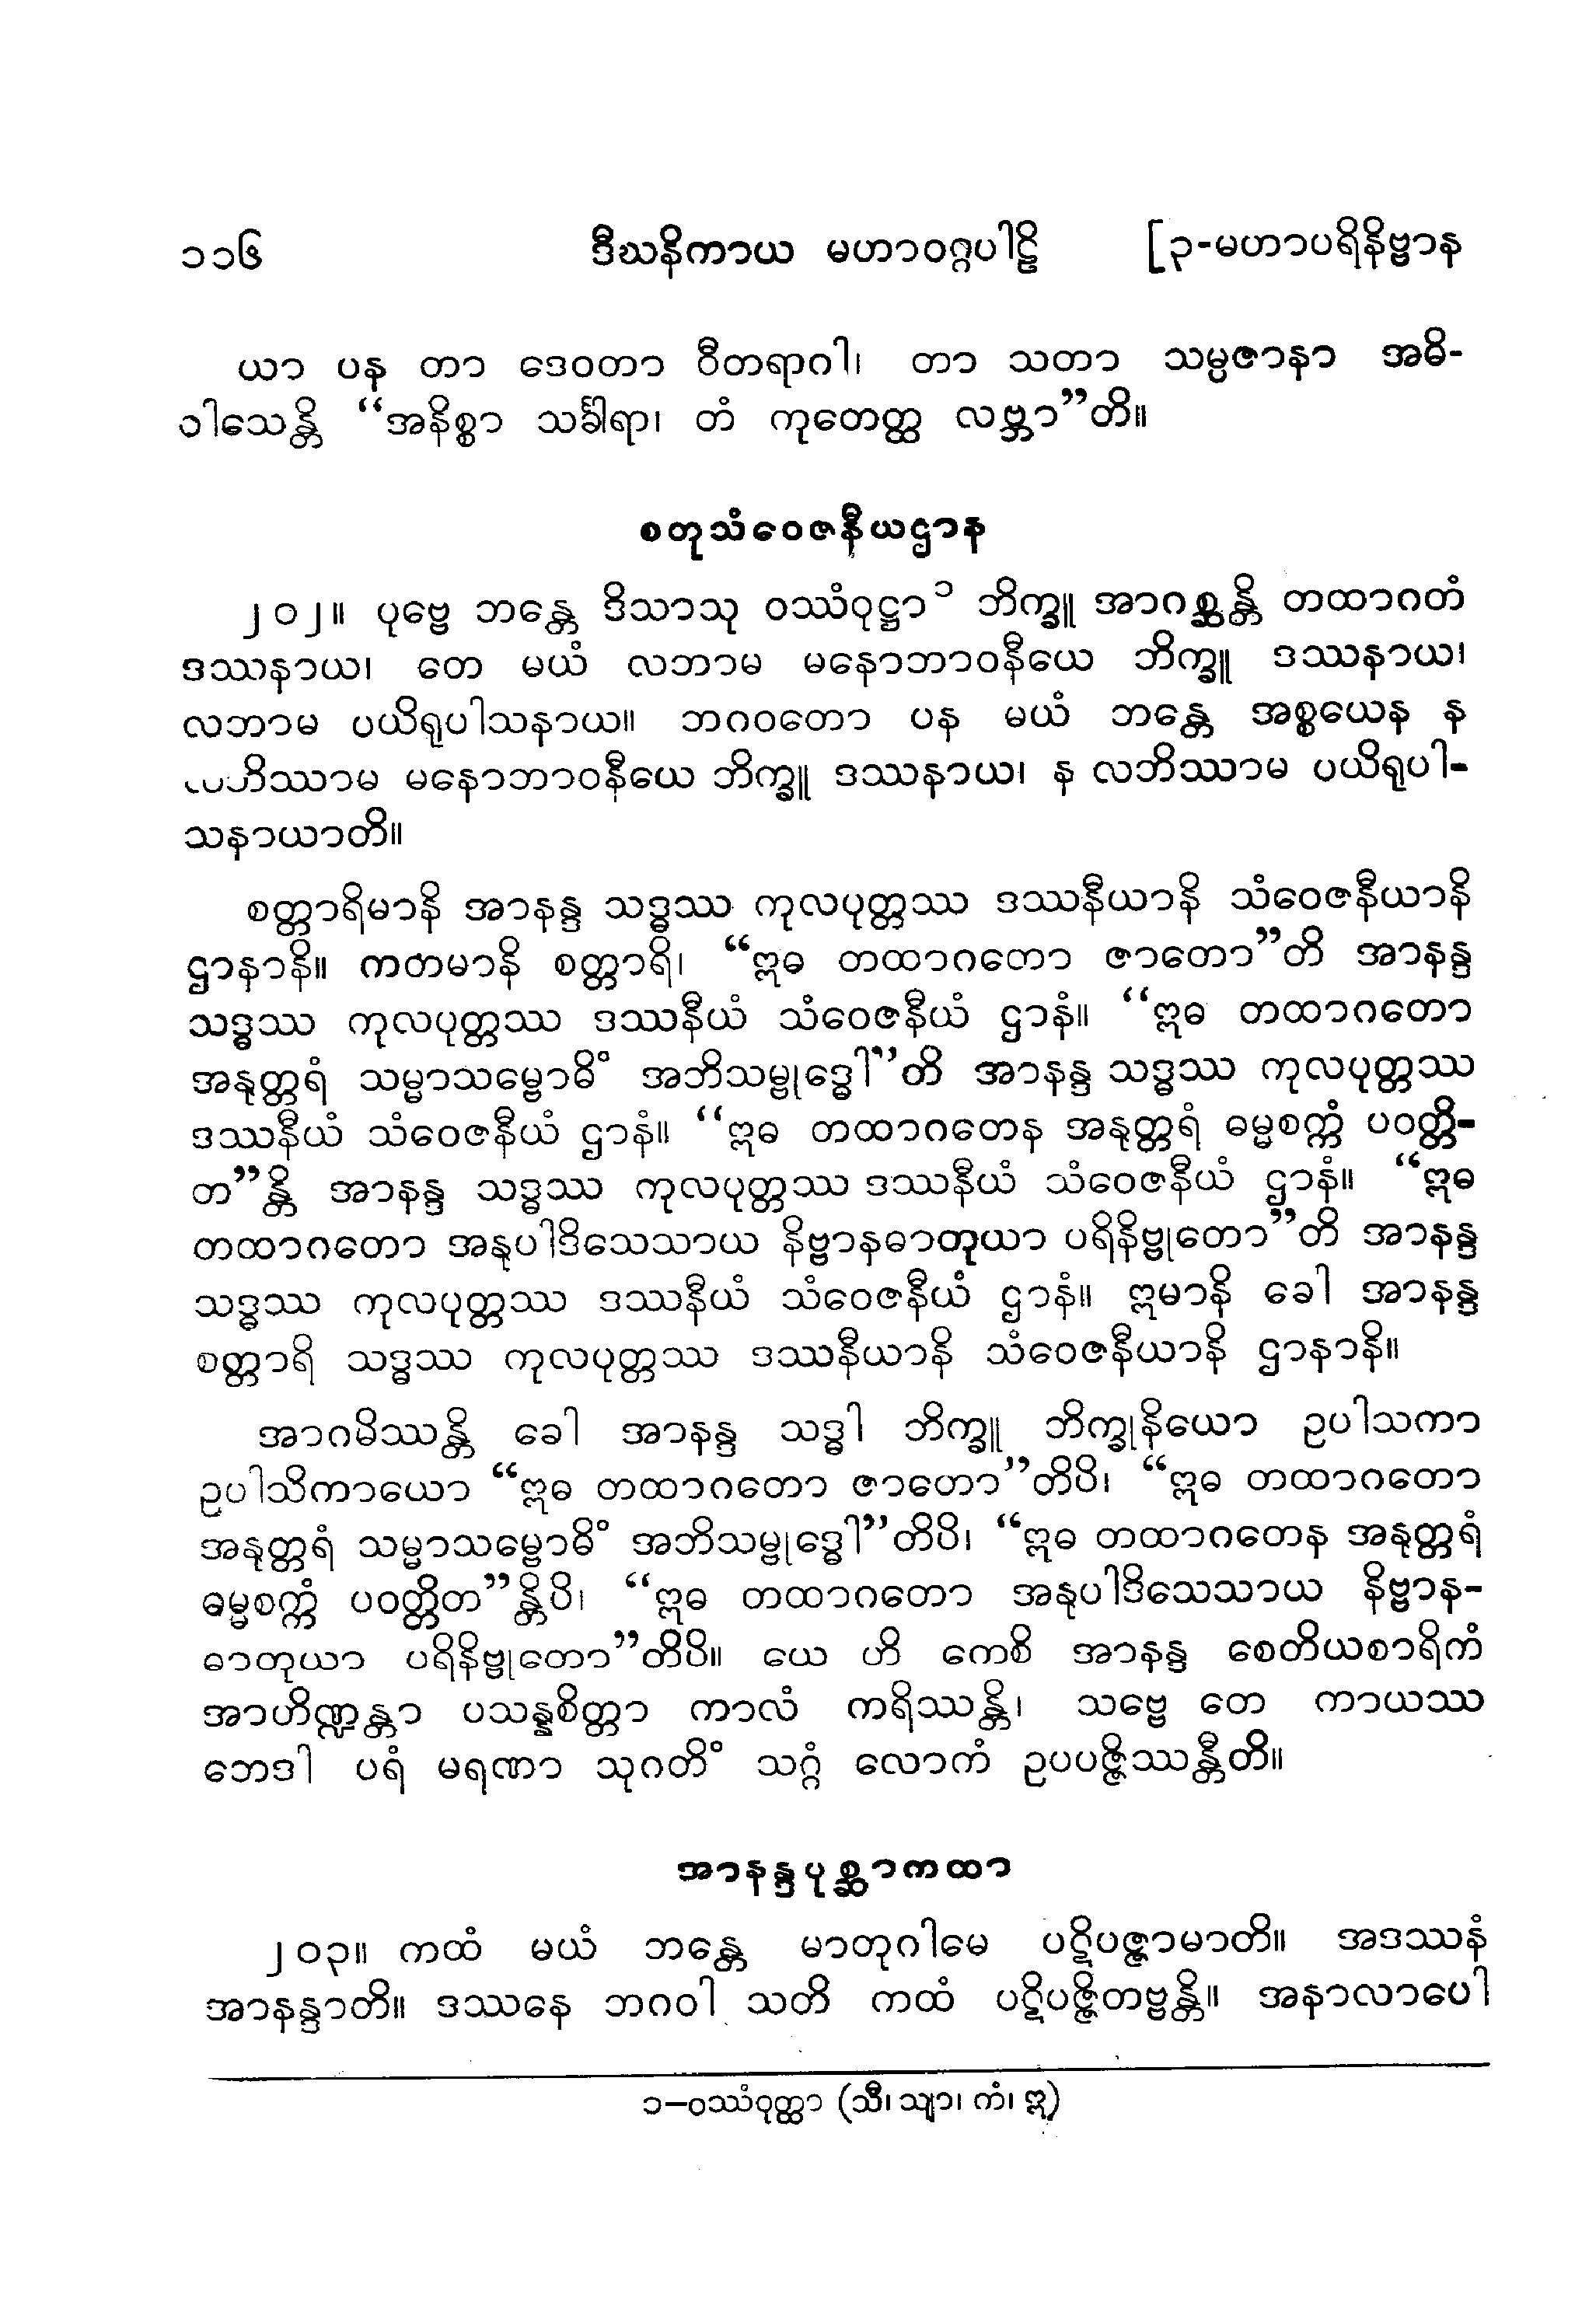 ၁၁၆ ဒီဃနိကာယ မဟာဝဂ္ဂပါဠိ [၃-မဟာပရိနိဗ္ဗာန
ယာ ပန တာ ဒေဝတာ ဝီတရာဂါ၊ တာ သတာ သမ္ပဇာနာ အဓိ-
ဝါသေန္တိ “အနိစ္စာ သင်္ခါရာ၊ တံ ကုတေတ္ထ လဗ္ဘာ”တိ။
စတုသံဝေဇနီယဌာန
၂၀၂။ ပုဗ္ဗေ ဘန္တေ ဒိသာသု ဝဿံဝုဋ္ဌာ၁ ဘိက္ခူ အာဂစ္ဆန္တိ တထာဂတံ
ဒဿနာယ၊ တေ မယံ လဘာမ မနောဘာဝနီယေ ဘိက္ခူ ဒဿနာယ၊
လဘာမ ပယိရုပါသနာယ။ ဘဂဝတော ပန မယံ ဘန္တေ အစ္စယေန န
လဘိဿာမ မနောဘာဝနီယေ ဘိက္ခူ ဒဿနာယ၊ န လဘိဿာမ ပယိရုပါ-
သနာယာတိ။
စတ္တာရိမာနိ အာနန္ဒ သဒ္ဓဿ ကုလပုတ္တဿ ဒဿနီယာနိ သံဝေဇနီယာနိ
ဌာနာနိ။ ကတမာနိ စတ္တာရိ၊ “ဣဓ တထာဂတော ဇာတော”တိ အာနန္ဒ
သဒ္ဓဿ ကုလပုတ္တဿ ဒဿနီယံ သံဝေဇနီယံ ဌာနံ။ “ဣဓ တထာဂတော
အနုတ္တရံ သမ္မာသမ္ဗောဓိံ အဘိသမ္ဗုဒ္ဓေါ”တိ အာနန္ဒ သဒ္ဓဿ ကုလပုတ္တဿ
ဒဿနီယံ သံဝေဇနီယံ ဌာနံ။ “ဣဓ တထာဂတေန အနုတ္တရံ ဓမ္မစက္ကံ ပဝတ္တိ-
တ”န္တိ အာနန္ဒ သဒ္ဓဿ ကုလပုတ္တဿ ဒဿနီယံ သံဝေဇနီယံ ဌာနံ။ “ဣဓ
တထာဂတော အနုပါဒိသေသာယ နိဗ္ဗာနဓာတုယာ ပရိနိဗ္ဗုတော”တိ အာနန္ဒ
သဒ္ဓဿ ကုလပုတ္တဿ ဒဿနီယံ သံဝေဇနီယံ ဌာနံ။ ဣမာနိ ခေါ အာနန္ဒ
စတ္တာရိ သဒ္ဓဿ ကုလပုတ္တဿ ဒဿနီယာနိ သံဝေဇနီယာနိ ဌာနာနိ။
အာဂမိဿန္တိ ခေါ အာနန္ဒ သဒ္ဓါ ဘိက္ခူ ဘိက္ခုနိယော ဥပါသကာ
ဥပါသိကာယော “ဣဓ တထာဂတော ဇာတော”တိပိ၊ “ဣဓ တထာဂတော
အနုတ္တရံ သမ္မာသမ္ဗောဓိံ အဘိသမ္ဗုဒ္ဓေါ”တိပိ၊ “ဣဓ တထာဂတေန အနုတ္တရံ
ဓမ္မစက္ကံ ပဝတ္တိတ”န္တိပိ၊ “ဣဓ တထာဂတော အနုပါဒိသေသာယ နိဗ္ဗာန-
ဓာတုယာ ပရိနိဗ္ဗုတော”တိပိ။ ယေ ဟိ ကေစိ အာနန္ဒ စေတိယစာရိကံ
အာဟိဏ္ဍန္တာ ပသန္နစိတ္တာ ကာလံ ကရိဿန္တိ၊ သဗ္ဗေ တေ ကာယဿ
ဘေဒါ ပရံ မရဏာ သုဂတိံ သဂ္ဂံ လောကံ ဥပပဇ္ဇိဿန္တီတိ။
အာနန္ဒပုစ္ဆာကထာ
၂၀၃။ ကထံ မယံ ဘန္တေ မာတုဂါမေ ပဋိပဇ္ဇာမာတိ။ အဒဿနံ
အာနန္ဒာတိ။ ဒဿနေ ဘဂဝါ သတိ ကထံ ပဋိပဇ္ဇိတဗ္ဗန္တိ။ အနာလာပေါ
၁–ဝဿံဝုတ္ထာ (သီ၊ သျာ၊ ကံ၊ ဣ)